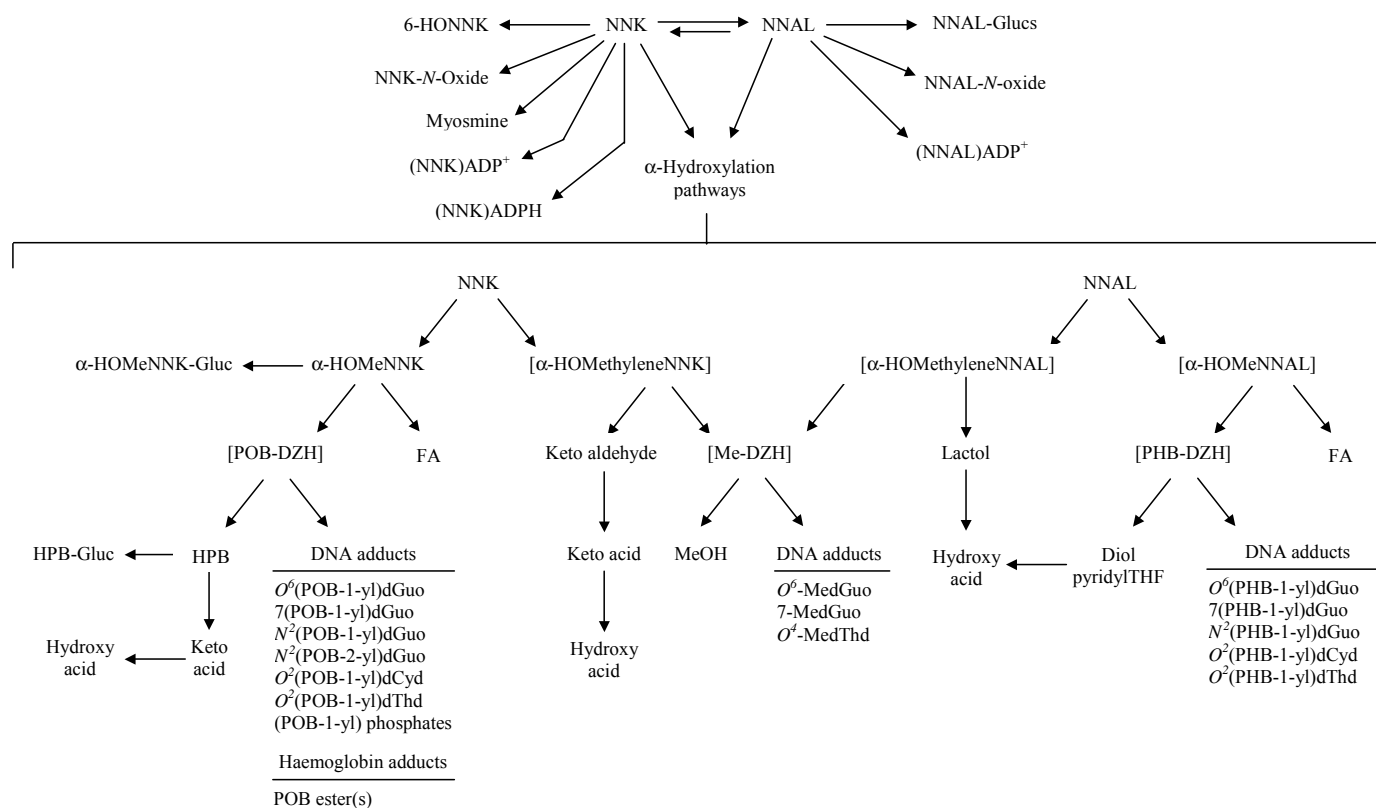 6-HONNK NNK NNAL NNAL-Glucs
NNK-N-Oxide NNAL-N-oxide
Myosmine
(NNK)ADP⁺ (NNAL)ADP⁺
α-Hydroxylation
pathways
(NNK)ADPH
NNK NNAL
α-HOMeNNK-Gluc α-HOMeNNK [α-HOMethyleneNNK] [α-HOMethyleneNNAL] [α-HOMeNNAL]
[POB-DZH] FA Keto aldehyde [Me-DZH] Lactol [PHB-DZH] FA
HPB-Gluc HPB
DNA adducts
O⁶(POB-1-yl)dGuo
7(POB-1-yl)dGuo
N²(POB-1-yl)dGuo
N²(POB-2-yl)dGuo
O²(POB-1-yl)dCyd
O²(POB-1-yl)dThd
(POB-1-yl) phosphates
Hydroxy
acid
Keto
acid
Haemoglobin adducts
POB ester(s)
Keto acid
Hydroxy
acid
MeOH
DNA adducts
O⁶-MedGuo
7-MedGuo
O⁴-MedThd
Hydroxy
acid
Diol
pyridylTHF
DNA adducts
O⁶(PHB-1-yl)dGuo
7(PHB-1-yl)dGuo
N²(PHB-1-yl)dGuo
O²(PHB-1-yl)dCyd
O²(PHB-1-yl)dThd